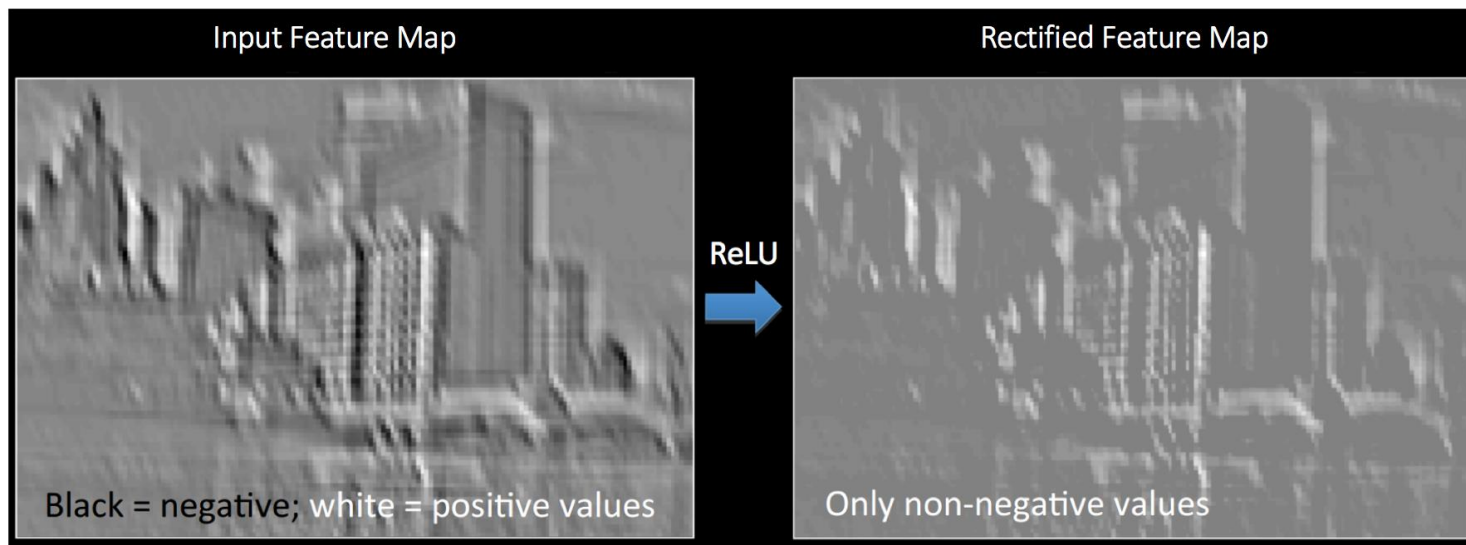 Input Feature Map
Rectified Feature Map
ReLU
Black = negative; white = positive values
Only non-negative values